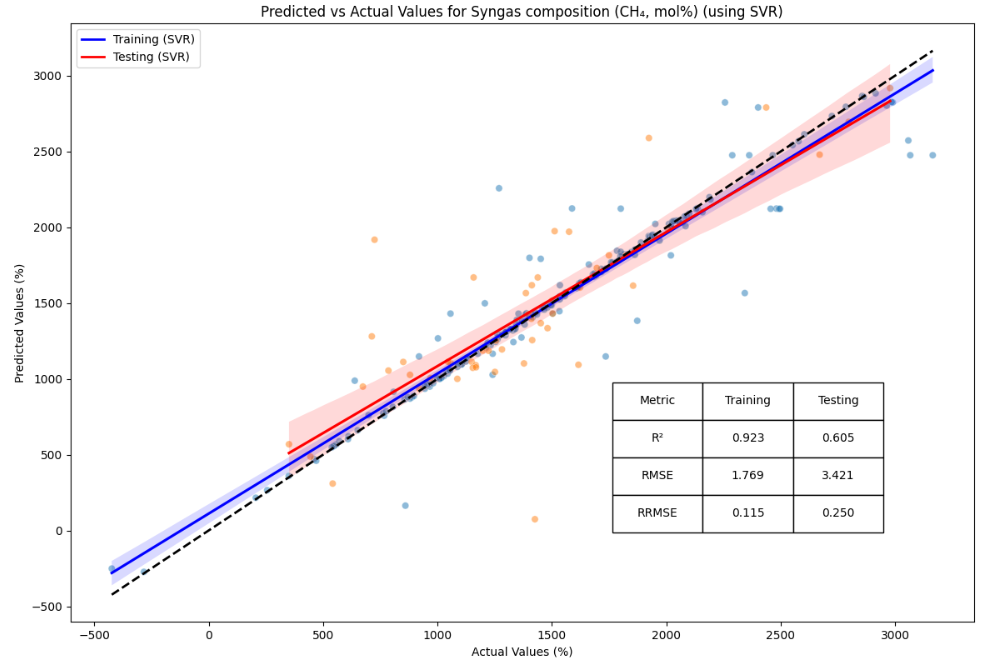 Predicted vs Actual Values for Syngas composition (CH₄, mol%) (using SVR)
Training (SVR)
Testing (SVR)
3000
2500
2000
1500
1000
500
0
−500
Predicted Values (%)
Metric Training Testing
R² 0.923 0.605
RMSE 1.769 3.421
RRMSE 0.115 0.250
−500 0 500 1000 1500 2000 2500 3000
Actual Values (%)